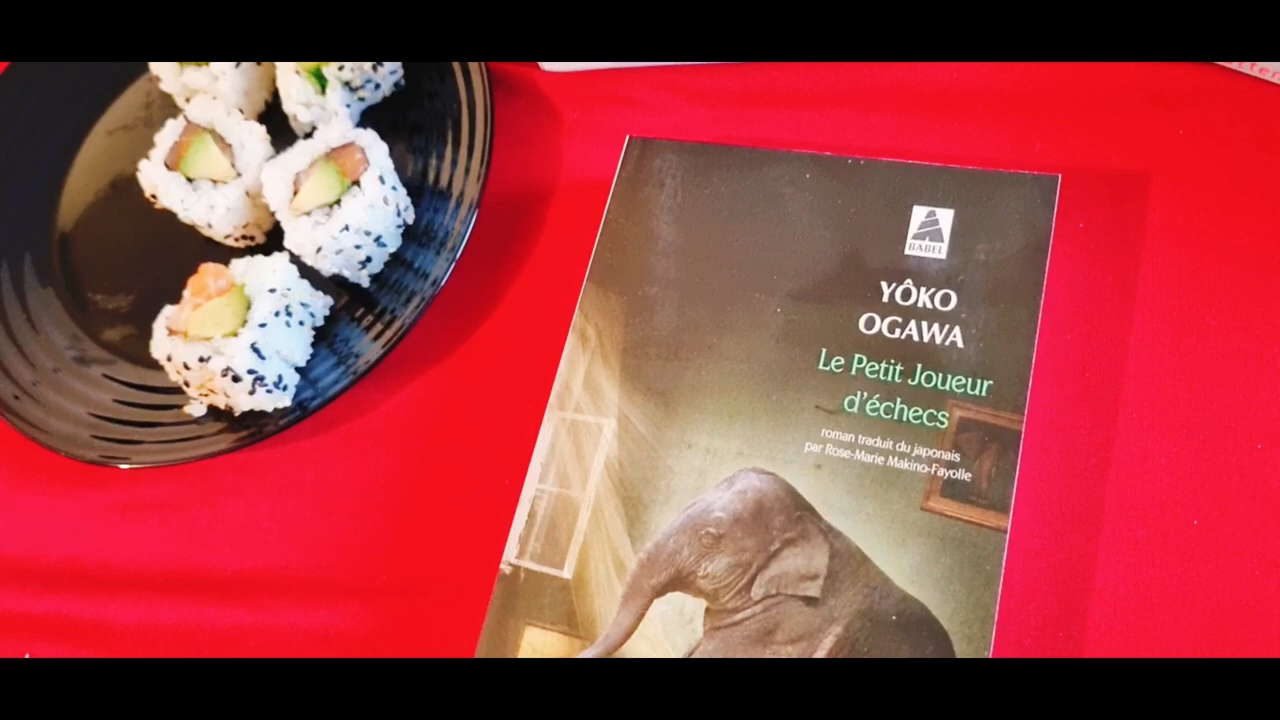 BABEL
YÔKO
OGAWA
Le Petit Joueur
d'échecs
roman traduit du japonais
par Rose-Marie Makino-Fayolle